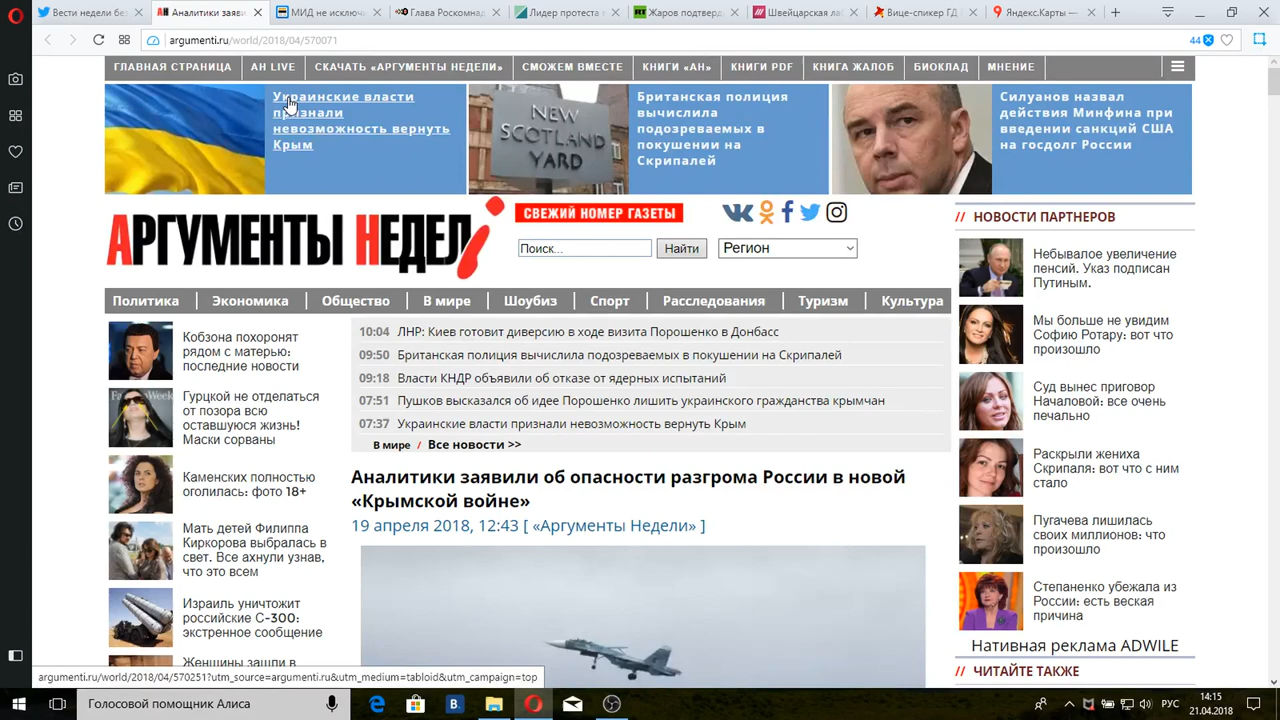 Вести недели бе
Аналитики заяви
МИД не исключи
Глава Роскомад
Лидер протеста
Жаров подтверд
Швейцарская ла
Вице-спикер ГД
Яндекс.Карты —
argumenti.ru/world/2018/04/570071
44
ГЛАВНАЯ СТРАНИЦА
АН LIVE
СКАЧАТЬ «АРГУМЕНТЫ НЕДЕЛИ»
СМОЖЕМ ВМЕСТЕ
КНИГИ «АН»
КНИГИ PDF
КНИГА ЖАЛОБ
БИОКЛАД
МНЕНИЕ
Украинские власти
признали
невозможность вернуть
Крым
NEW
SCOTLAND
YARD
Британская полиция
вычислила
подозреваемых в
покушении на
Скрипалей
Силуанов назвал
действия Минфина при
введении санкций США
на госдолг России
АРГУМЕНТЫ НЕДЕЛи
СВЕЖИЙ НОМЕР ГАЗЕТЫ
Поиск...
Найти
Регион
Политика
Экономика
Общество
В мире
Шоубиз
Спорт
Расследования
Туризм
Культура
Кобзона похоронят
рядом с матерью:
последние новости
Гурцкой не отделаться
от позора всю
оставшуюся жизнь!
Маски сорваны
Каменских полностью
оголилась: фото 18+
Мать детей Филиппа
Киркорова выбралась в
свет. Все ахнули узнав,
что это всем
Израиль уничтожит
российские С-300:
экстренное сообщение
Женщины зашли в
10:04 ЛНР: Киев готовит диверсию в ходе визита Порошенко в Донбасс
09:50 Британская полиция вычислила подозреваемых в покушении на Скрипалей
09:18 Власти КНДР объявили об отказе от ядерных испытаний
07:51 Пушков высказался об идее Порошенко лишить украинского гражданства крымчан
07:37 Украинские власти признали невозможность вернуть Крым
В мире / Все новости >>
Аналитики заявили об опасности разгрома России в новой
«Крымской войне»
19 апреля 2018, 12:43 [ «Аргументы Недели» ]
// НОВОСТИ ПАРТНЕРОВ
Небывалое увеличение
пенсий. Указ подписан
Путиным.
Мы больше не увидим
Софию Ротару: вот что
произошло
Суд вынес приговор
Началовой: все очень
печально
Раскрыли жениха
Скрипаля: вот что с ним
стало
Пугачева лишилась
своих миллионов: что
произошло
Степаненко убежала из
России: есть веская
причина
Нативная реклама ADWILE
// ЧИТАЙТЕ ТАКЖЕ
argumenti.ru/world/2018/04/570251?utm_source=argumenti.ru&utm_medium=tabloid&utm_campaign=top
Голосовой помощник Алиса
РУС
14:15
21.04.2018